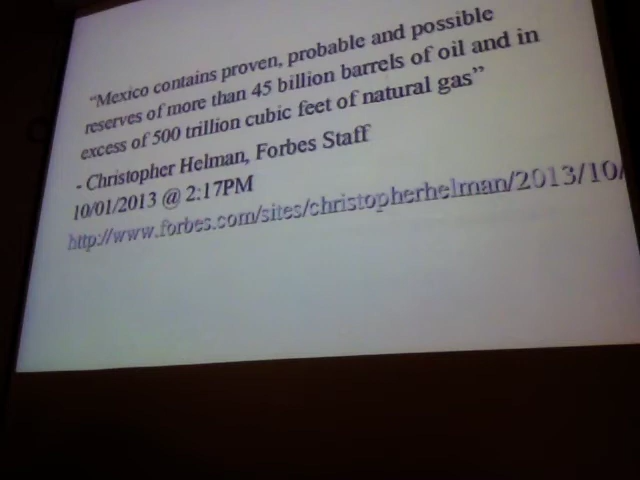 “Mexico contains proven, probable and possible
reserves of more than 45 billion barrels of oil and in
excess of 500 trillion cubic feet of natural gas”
- Christopher Helman, Forbes Staff
10/01/2013 @ 2:17PM
http://www.forbes.com/sites/christopherhelman/2013/10/